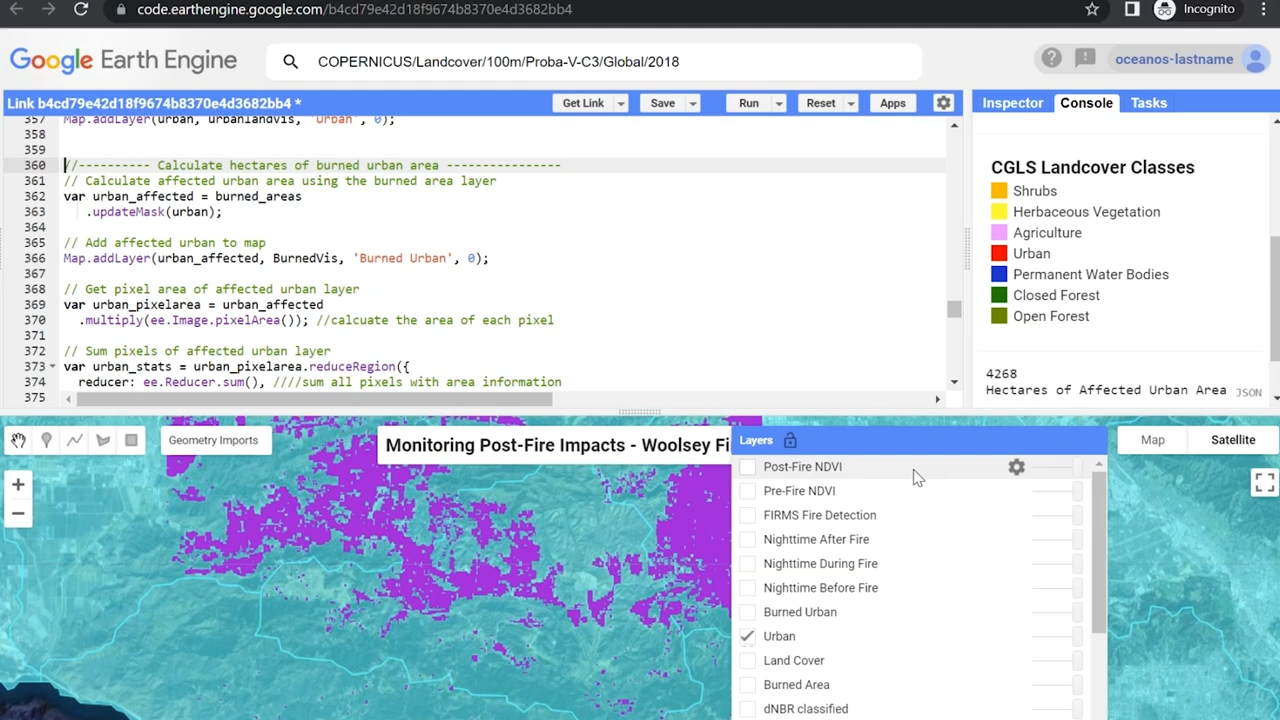 code.earthengine.google.com/b4cd79e42d18f9674b8370e4d3682bb4
Incognito
Google Earth Engine
COPERNICUS/Landcover/100m/Proba-V-C3/Global/2018
oceanos-lastname
Link b4cd79e42d18f9674b8370e4d3682bb4 *
Get Link
Save
Run
Reset
Apps
Inspector
Console
Tasks
357 Map.addLayer(urban, urbanlandVis, 'Urban', 0);
358
359
360 //---------- Calculate hectares of burned urban area ----------------
361 // Calculate affected urban area using the burned area layer
362 var urban_affected = burned_areas
363 .updateMask(urban);
364
365 // Add affected urban to map
366 Map.addLayer(urban_affected, BurnedVis, 'Burned Urban', 0);
367
368 // Get pixel area of affected urban layer
369 var urban_pixelarea = urban_affected
370 .multiply(ee.Image.pixelArea()); //calcuate the area of each pixel
371
372 // Sum pixels of affected urban layer
373 var urban_stats = urban_pixelarea.reduceRegion({
374 reducer: ee.Reducer.sum(), ////sum all pixels with area information
375
CGLS Landcover Classes
Shrubs
Herbaceous Vegetation
Agriculture
Urban
Permanent Water Bodies
Closed Forest
Open Forest
4268
Hectares of Affected Urban Area
JSON
Geometry Imports
Monitoring Post-Fire Impacts - Woolsey Fi
Layers
Post-Fire NDVI
Pre-Fire NDVI
FIRMS Fire Detection
Nighttime After Fire
Nighttime During Fire
Nighttime Before Fire
Burned Urban
Urban
Land Cover
Burned Area
dNBR classified
Map
Satellite